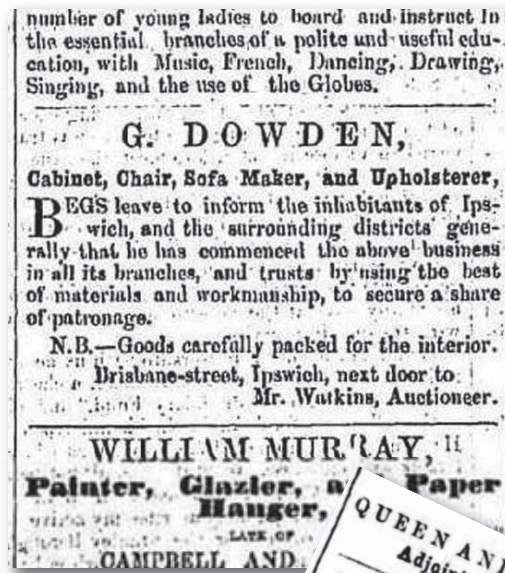 number of young ladies to board and instruct in
the essential branches of a polite und useful edu-
cation, with Music, French, Dancing, Drawing,
Singing, and the use of the Globes.
G. DOWDEN,
Cabinet, Chair, Sofa Maker, and Upholsterer,
BEGS leave to inform the inhabitants of Ips-
wich, and the surrounding districts gene-
rally that he has commenced the above business
in all its branches, and trusts by using the best
of materials and workmanship, to secure a share
of patronage.
N.B.—Goods carefully packed for the interior.
Brisbane-street, Ipswich, next door to
Mr. Watkins, Auctioneer.
WILLIAM MURRAY,
Painter, Glazier, a Paper
Hanger,
LATE OF
CAMPBELL AND
QUEEN AN
Adjoin